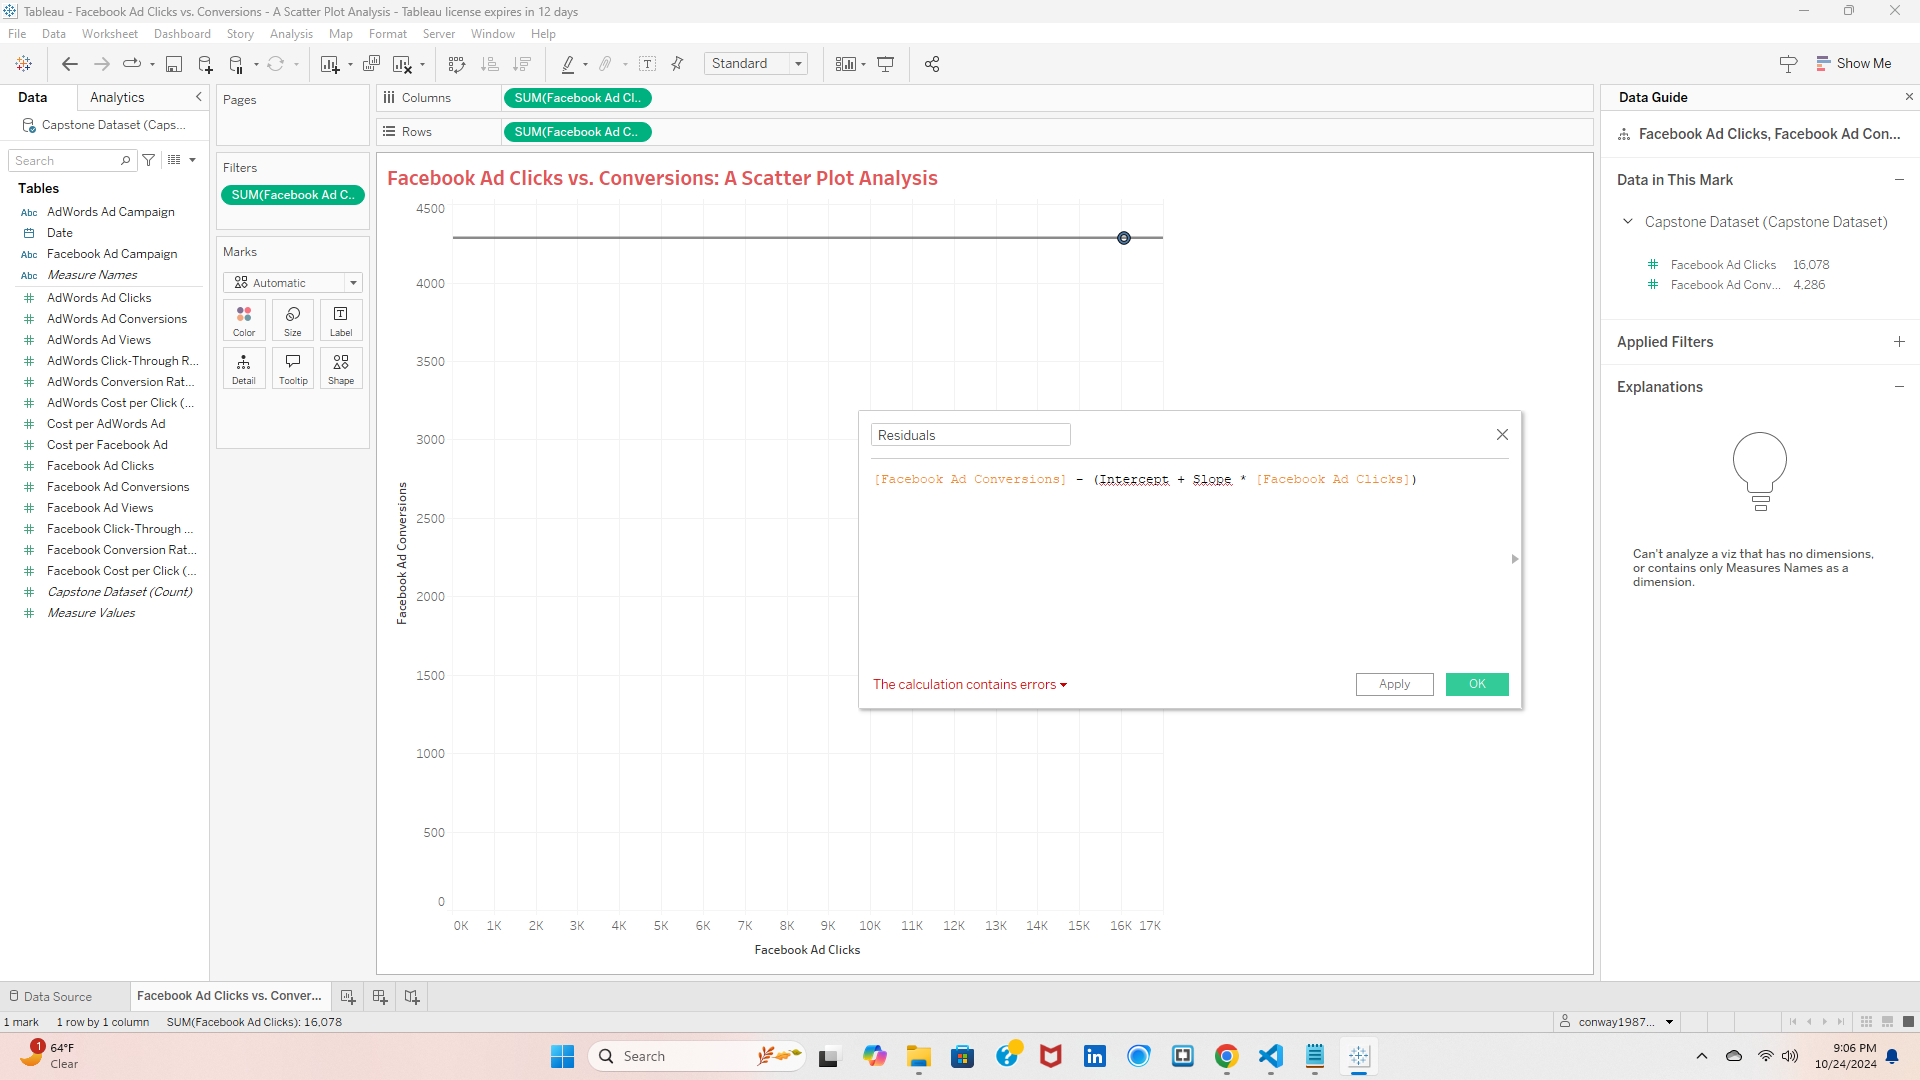 Tableau - Facebook Ad Clicks vs. Conversions - A Scatter Plot Analysis - Tableau license expires in 12 days
File Data Worksheet Dashboard Story Analysis Map Format Server Window Help
Standard
Show Me
Data Analytics
Capstone Dataset (Caps...
Search
Tables
Abc AdWords Ad Campaign
Date
Abc Facebook Ad Campaign
Abc Measure Names
AdWords Ad Clicks
AdWords Ad Conversions
AdWords Ad Views
AdWords Click-Through R...
AdWords Conversion Rat...
AdWords Cost per Click (...
Cost per AdWords Ad
Cost per Facebook Ad
Facebook Ad Clicks
Facebook Ad Conversions
Facebook Ad Views
Facebook Click-Through ...
Facebook Conversion Rat...
Facebook Cost per Click (...
Capstone Dataset (Count)
Measure Values
Pages
Filters
SUM(Facebook Ad C..
Marks
Automatic
Color Size Label
Detail Tooltip Shape
Columns SUM(Facebook Ad Cl..
Rows SUM(Facebook Ad C..
Facebook Ad Clicks vs. Conversions: A Scatter Plot Analysis
4500
4000
3500
3000
2500
2000
1500
1000
500
0
Facebook Ad Conversions
0K 1K 2K 3K 4K 5K 6K 7K 8K 9K 10K 11K 12K 13K 14K 15K 16K 17K
Facebook Ad Clicks
Residuals
[Facebook Ad Conversions] - (Intercept + Slope * [Facebook Ad Clicks])
The calculation contains errors
Apply OK
Data Guide
Facebook Ad Clicks, Facebook Ad Con...
Data in This Mark
Capstone Dataset (Capstone Dataset)
Facebook Ad Clicks 16,078
Facebook Ad Conv... 4,286
Applied Filters
Explanations
Can't analyze a viz that has no dimensions,
or contains only Measures Names as a
dimension.
Data Source Facebook Ad Clicks vs. Conver...
1 mark 1 row by 1 column SUM(Facebook Ad Clicks): 16,078
conway1987...
1
64°F
Clear
Search
9:06 PM
10/24/2024